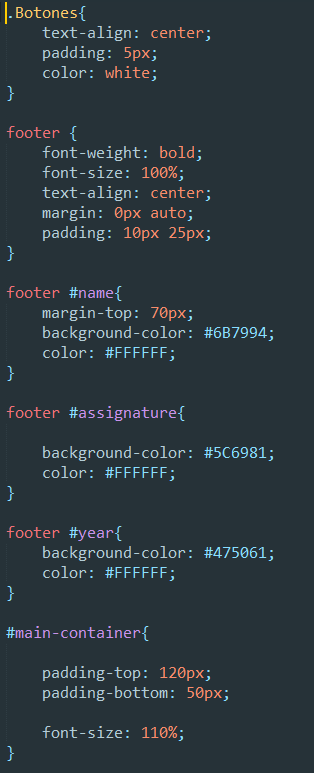 .Botones{
    text-align: center;
    padding: 5px;
    color: white;
}

footer {
    font-weight: bold;
    font-size: 100%;
    text-align: center;
    margin: 0px auto;
    padding: 10px 25px;
}

footer #name{
    margin-top: 70px;
    background-color: #6B7994;
    color: #FFFFFF;
}

footer #assignature{

    background-color: #5C6981;
    color: #FFFFFF;
}

footer #year{
    background-color: #475061;
    color: #FFFFFF;
}

#main-container{

    padding-top: 120px;
    padding-bottom: 50px;

    font-size: 110%;
}